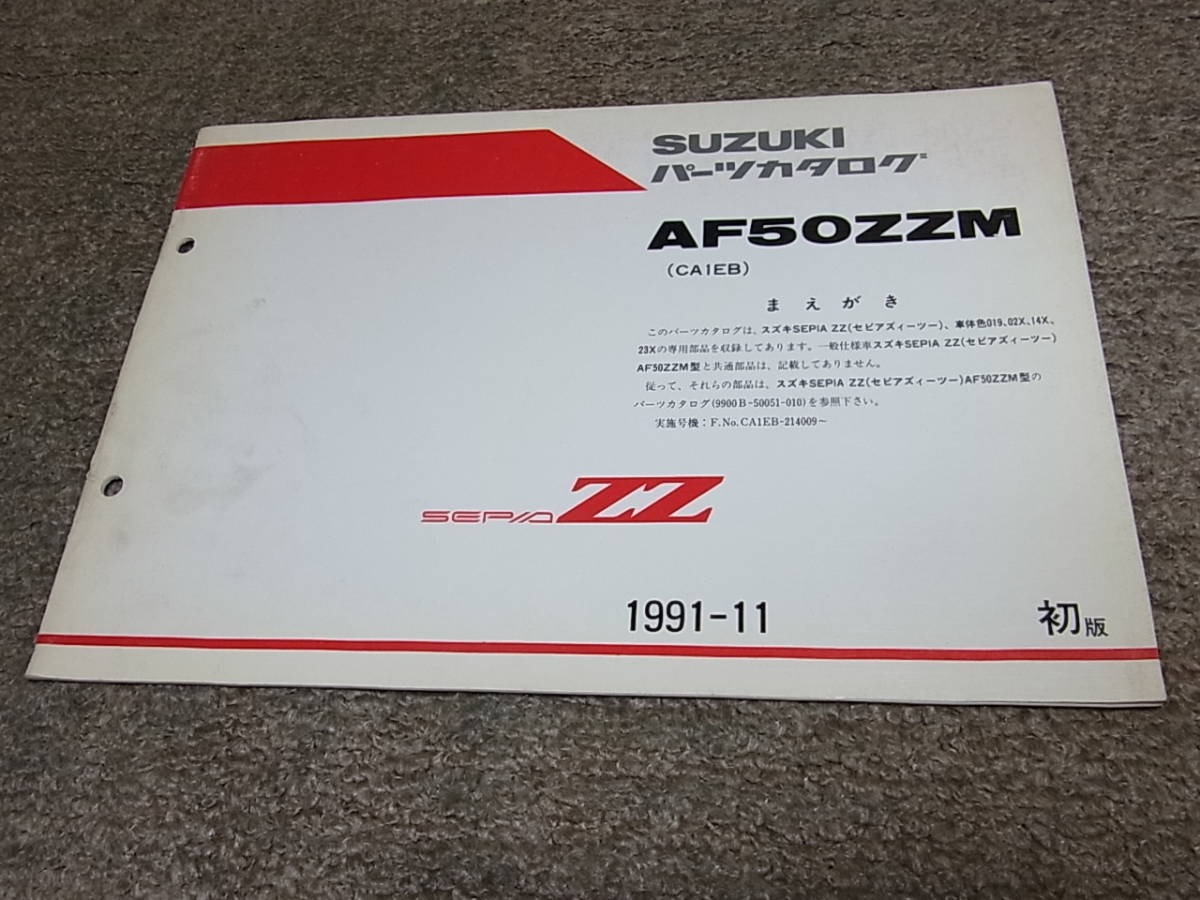 SUZUKI
パーツカタログ
AF50ZZM
(CA1EB)
まえがき
このパーツカタログは、スズキSEPIA ZZ(セピアズィーツー)、車体色019、02X、14X、
23Xの専用部品を収録してあります。一般仕様車スズキSEPIA ZZ(セピアズィーツー)
AF50ZZM型と共通部品は、記載してありません。
従って、それらの部品は、スズキSEPIA ZZ(セピアズィーツー)AF50ZZM型の
パーツカタログ(9900B-50051-010)を参照下さい。
実施号機：F.No.CA1EB-214009~
SEPIA ZZ
1991-11
初版